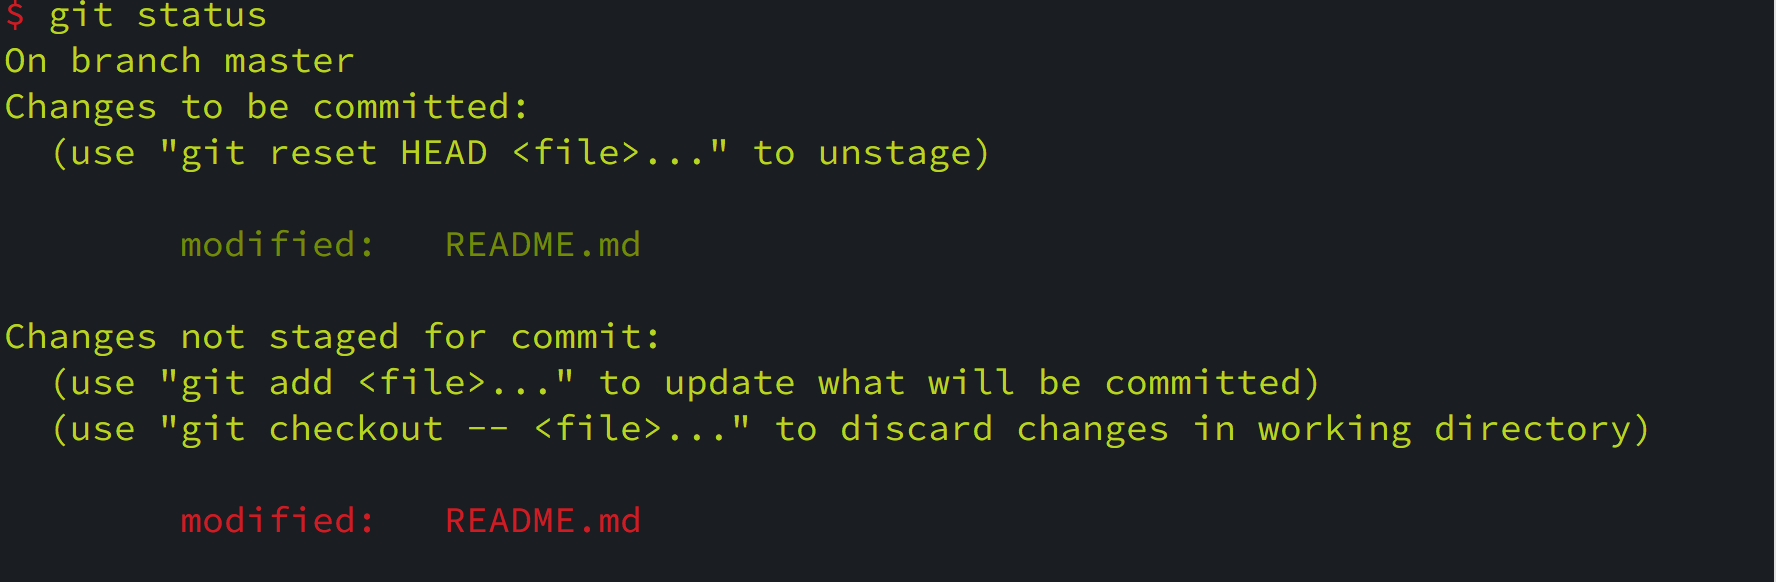 $ git status
On branch master
Changes to be committed:
  (use "git reset HEAD <file>..." to unstage)

        modified:   README.md

Changes not staged for commit:
  (use "git add <file>..." to update what will be committed)
  (use "git checkout -- <file>..." to discard changes in working directory)

        modified:   README.md